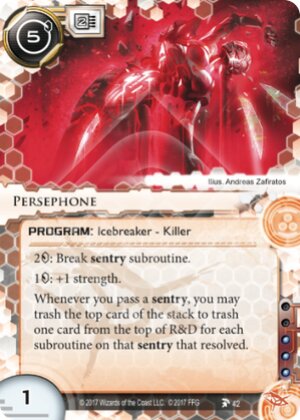 5
Illus. Andreas Zafiratos
PERSEPHONE
PROGRAM: Icebreaker - Killer
2: Break sentry subroutine.
1: +1 strength.
Whenever you pass a sentry, you may
trash the top card of the stack to trash
one card from the top of R&D for each
subroutine on that sentry that resolved.
1
© 2017 Wizards of the Coast LLC. © 2017 FFG
42